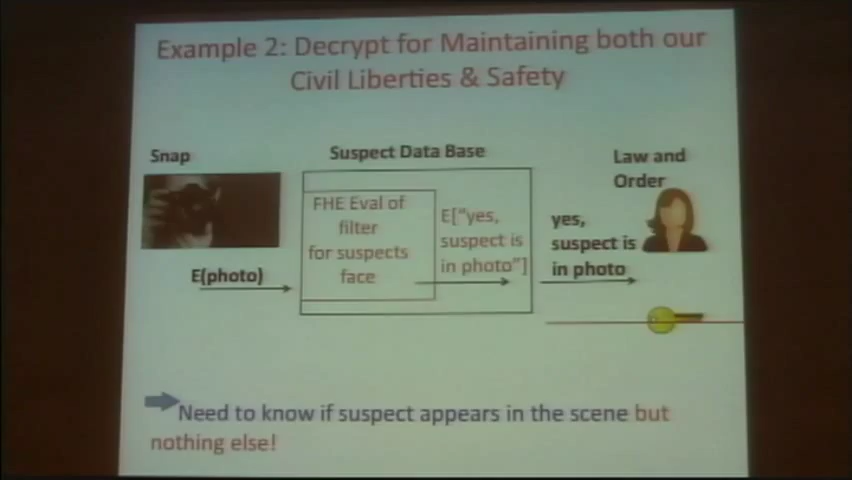 Example 2: Decrypt for Maintaining both our
Civil Liberties & Safety
Snap
Suspect Data Base
Law and
Order
FHE Eval of
filter
for suspects
face
E["yes,
suspect is
in photo"]
yes,
suspect is
in photo
E(photo)
Need to know if suspect appears in the scene but
nothing else!